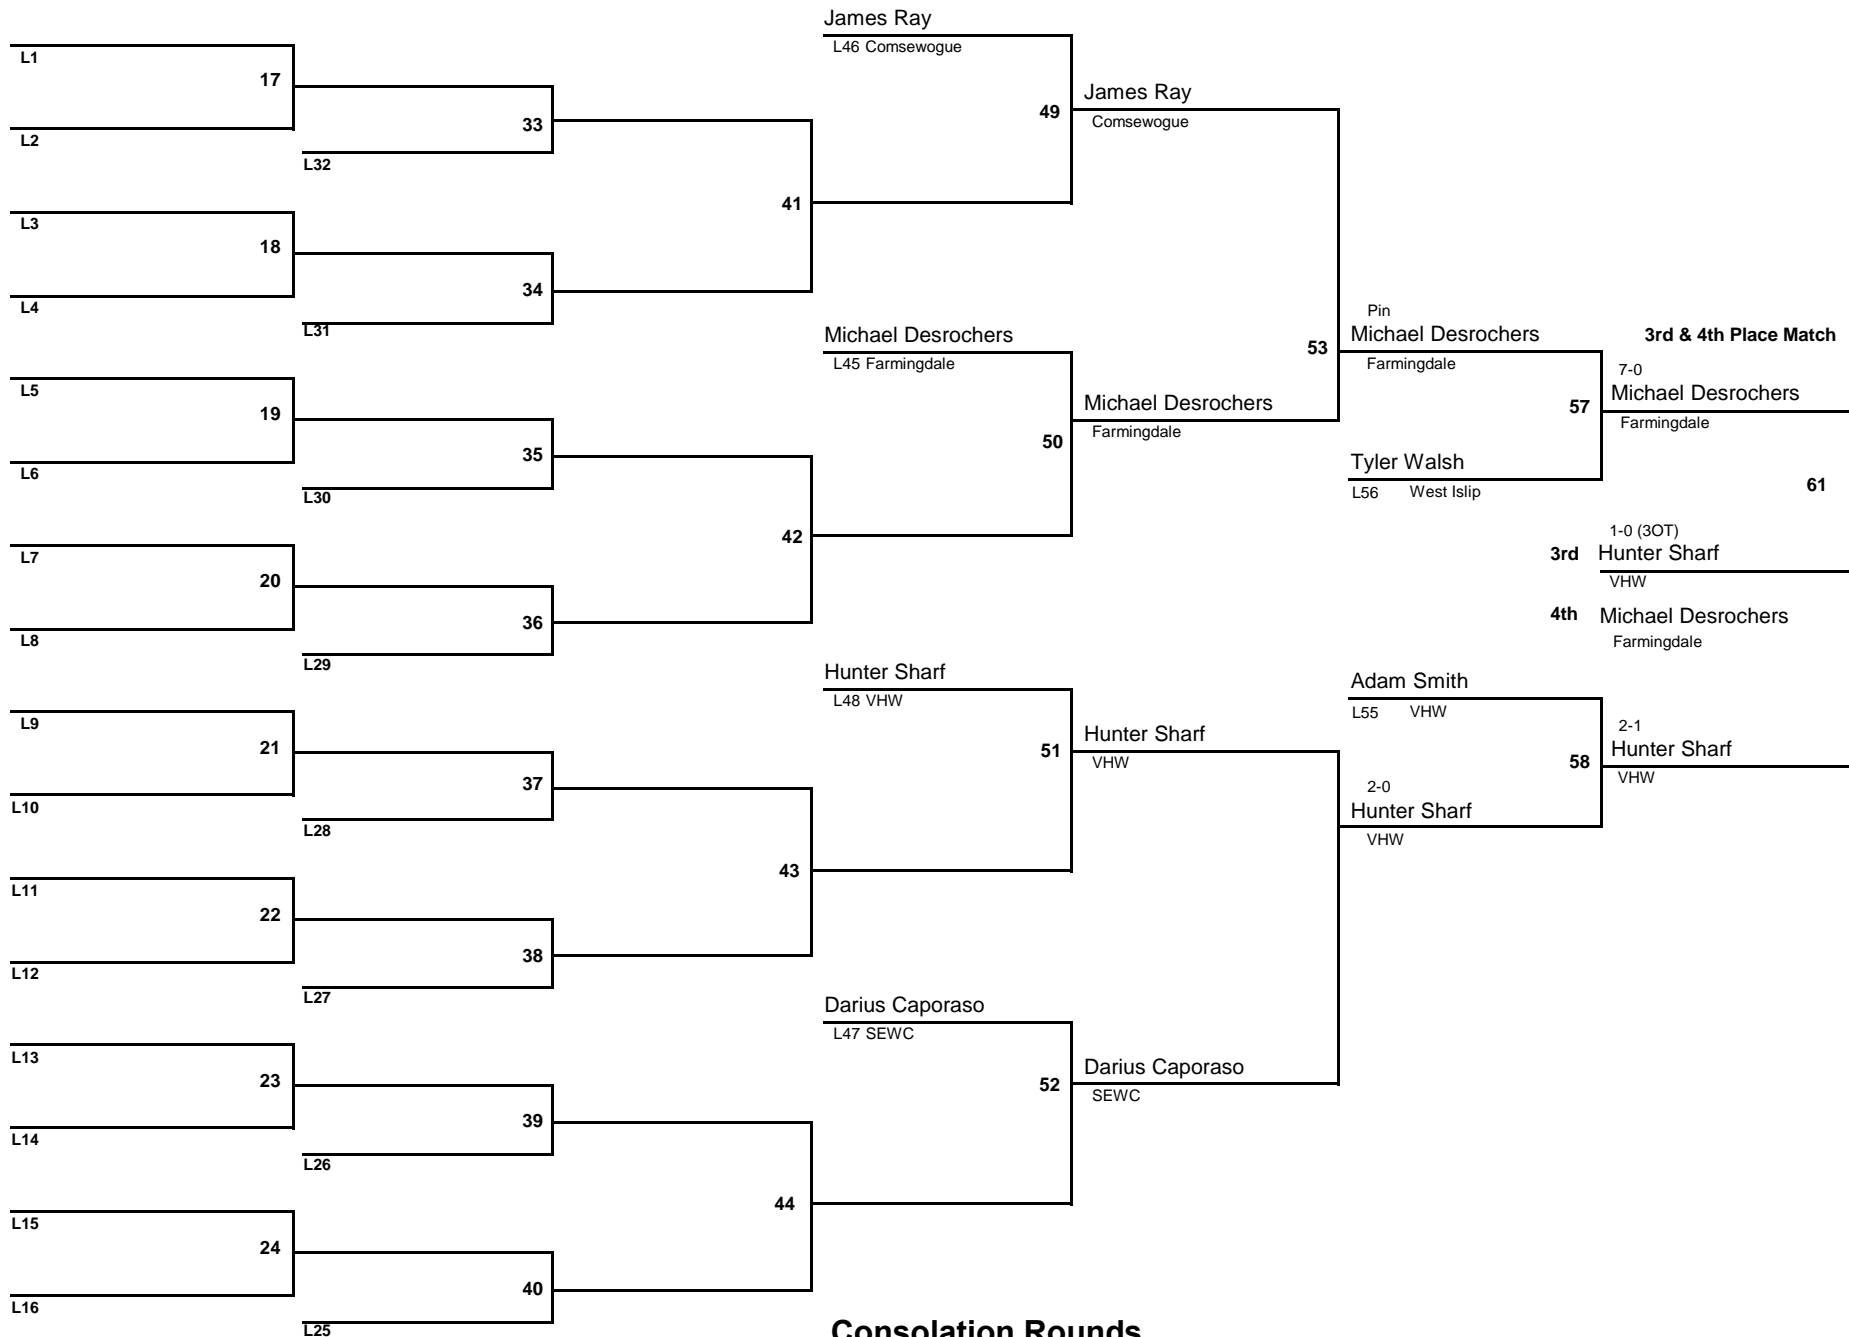 James Ray
L46 Comsewogue
L1
17
L2
33
L32
49
James Ray
Comsewogue
41
L3
18
L4
34
L31
Michael Desrochers
L45 Farmingdale
53
Pin
Michael Desrochers
Farmingdale
3rd & 4th Place Match
7-0
Michael Desrochers
Farmingdale
57
L5
19
L6
35
L30
50
Michael Desrochers
Farmingdale
Tyler Walsh
L56 West Islip
61
42
L7
20
L8
36
L29
1-0 (3OT)
3rd Hunter Sharf
VHW
4th Michael Desrochers
Farmingdale
Hunter Sharf
L48 VHW
Adam Smith
L55 VHW
L9
21
L10
37
L28
51
Hunter Sharf
VHW
58
2-1
Hunter Sharf
VHW
2-0
Hunter Sharf
VHW
43
L11
22
L12
38
L27
Darius Caporaso
L47 SEWC
L13
23
L14
39
L26
52
Darius Caporaso
SEWC
44
L15
24
L16
40
L25
Consolation Rounds